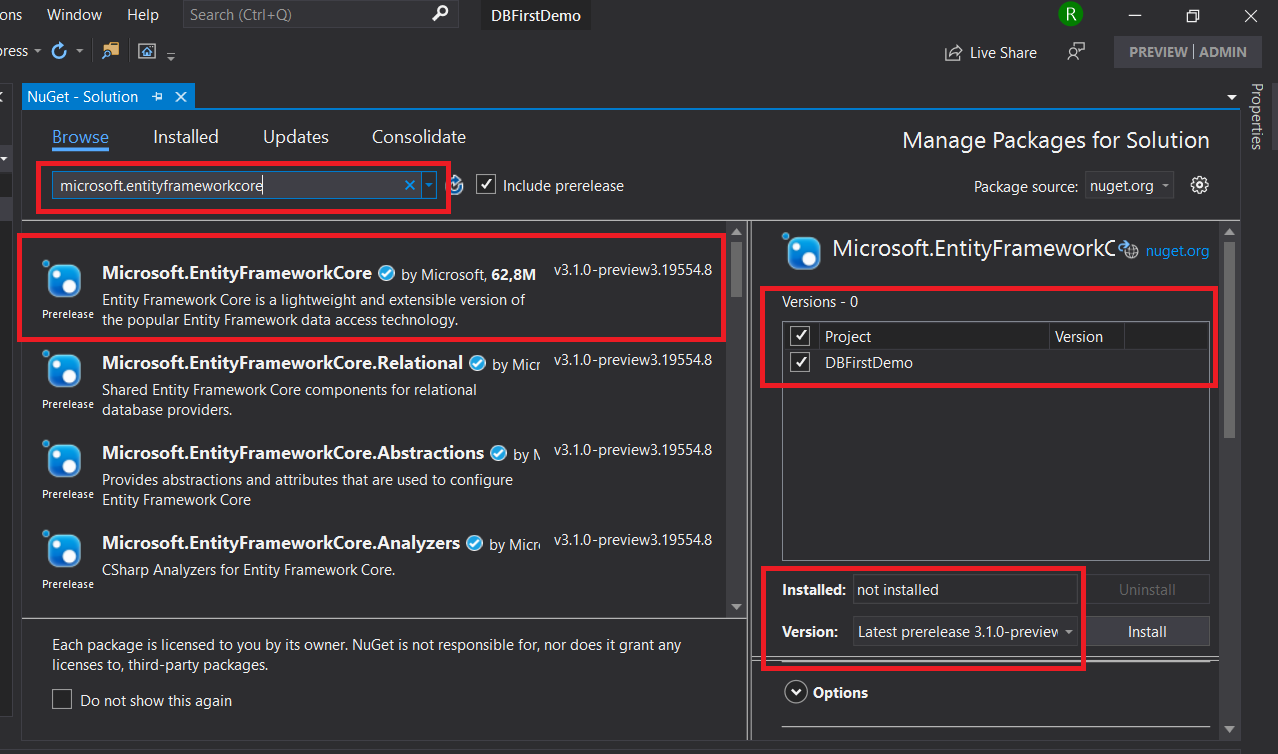 ons Window Help Search (Ctrl+Q) DBFirstDemo R
press Live Share PREVIEW | ADMIN
NuGet - Solution
Properties
Browse Installed Updates Consolidate
Manage Packages for Solution
microsoft.entityframeworkcore Include prerelease
Package source: nuget.org
Microsoft.EntityFrameworkCore by Microsoft, 62,8M v3.1.0-preview3.19554.8
Entity Framework Core is a lightweight and extensible version of
the popular Entity Framework data access technology.
Prerelease
Microsoft.EntityFrameworkCore.Relational by Micr v3.1.0-preview3.19554.8
Shared Entity Framework Core components for relational
database providers.
Prerelease
Microsoft.EntityFrameworkCore.Abstractions by M v3.1.0-preview3.19554.8
Provides abstractions and attributes that are used to configure
Entity Framework Core
Prerelease
Microsoft.EntityFrameworkCore.Analyzers by Micro v3.1.0-preview3.19554.8
CSharp Analyzers for Entity Framework Core.
Prerelease
Each package is licensed to you by its owner. NuGet is not responsible for, nor does it grant any
licenses to, third-party packages.
Do not show this again
Microsoft.EntityFrameworkC nuget.org
Versions - 0
Project Version
DBFirstDemo
Installed: not installed Uninstall
Version: Latest prerelease 3.1.0-preview Install
Options